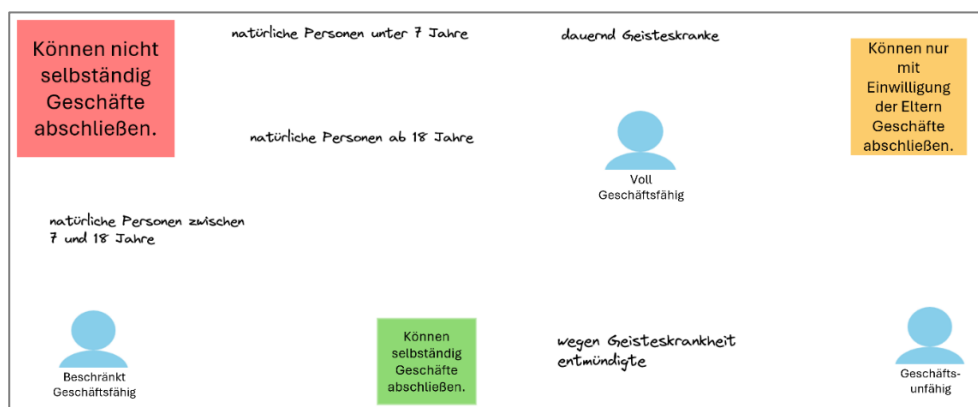 Können nicht
selbständig
Geschäfte
abschließen.
natürliche Personen unter 7 Jahre
dauernd Geisteskranke
Können nur
mit
Einwilligung
der Eltern
Geschäfte
abschließen.
natürliche Personen ab 18 Jahre
Voll
Geschäftsfähig
natürliche Personen zwischen
7 und 18 Jahre
Beschränkt
Geschäftsfähig
Können
selbständig
Geschäfte
abschließen.
wegen Geisteskrankheit
entmündigte
Geschäfts-
unfähig